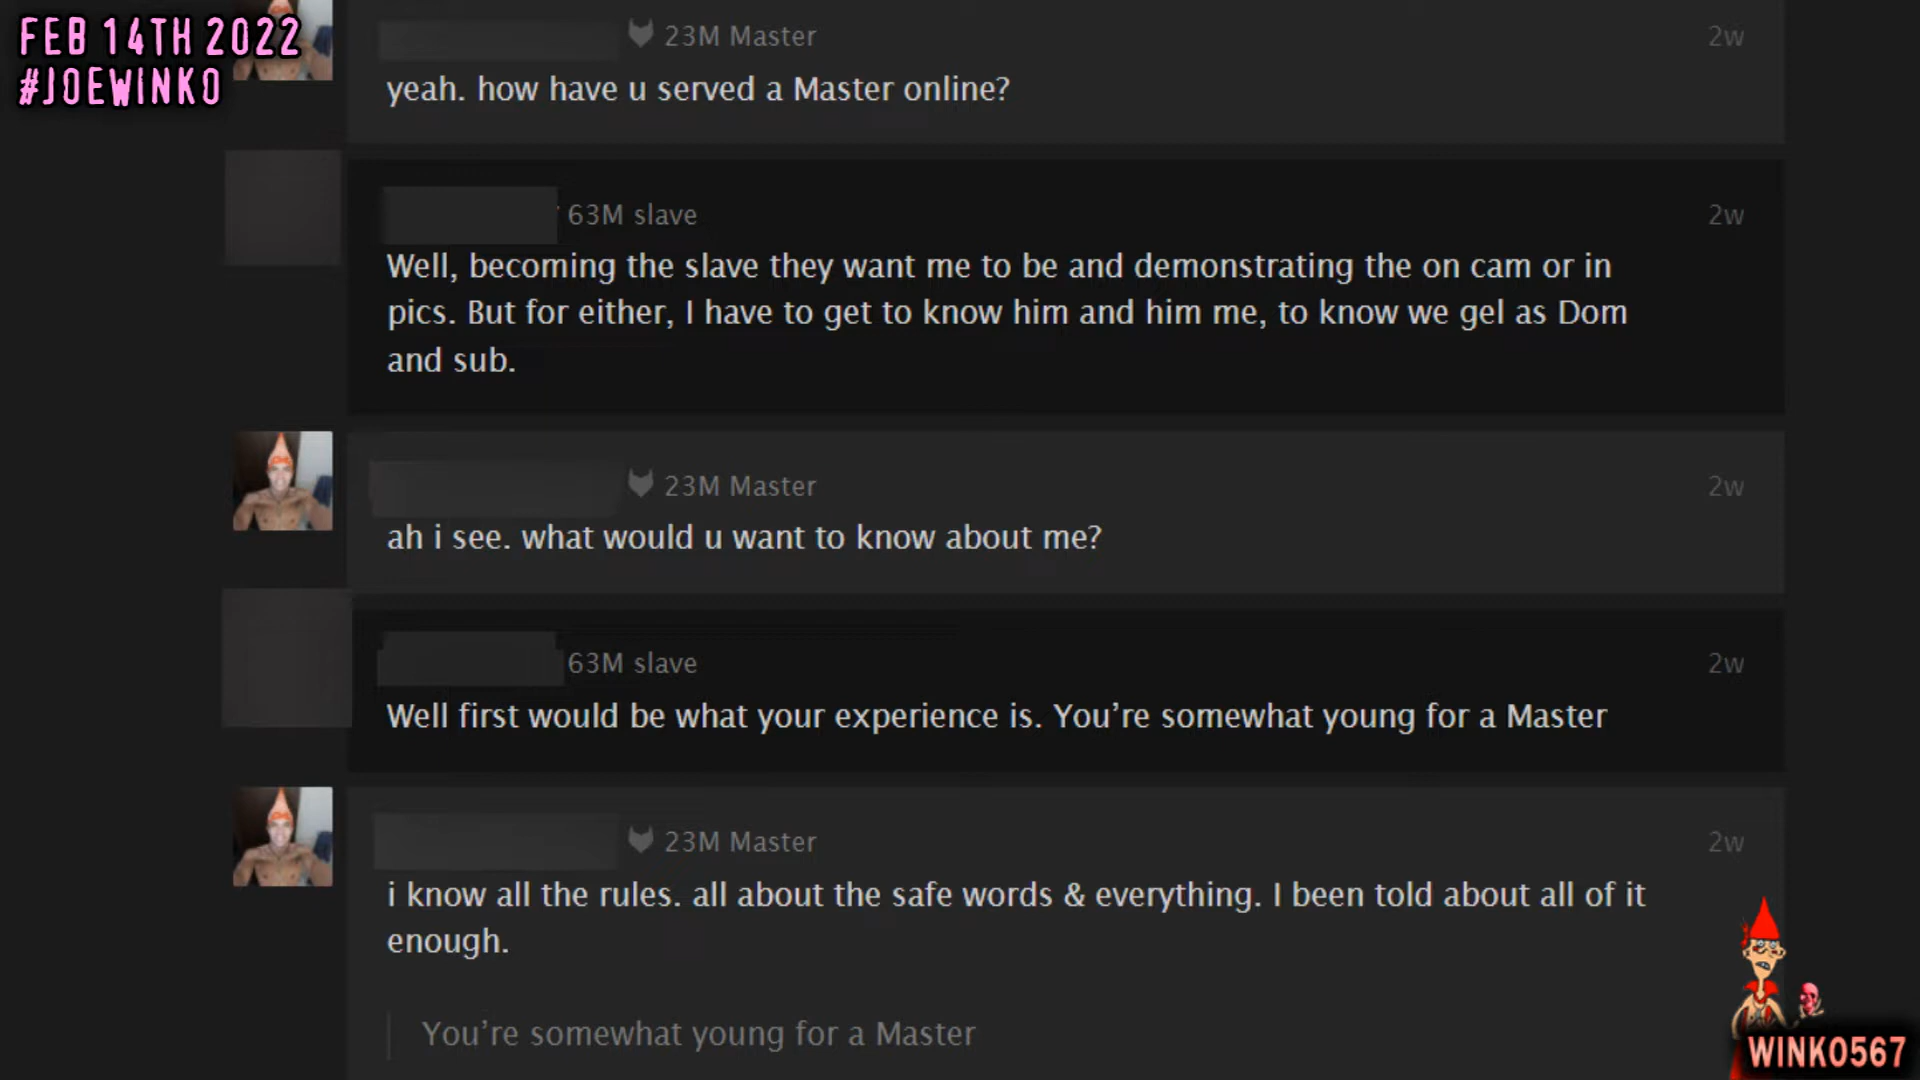 FEB 14TH 2022
#JOEWINKO
23M Master
2w
yeah. how have u served a Master online?
63M slave
2w
Well, becoming the slave they want me to be and demonstrating the on cam or in
pics. But for either, I have to get to know him and him me, to know we gel as Dom
and sub.
23M Master
2w
ah i see. what would u want to know about me?
63M slave
2w
Well first would be what your experience is. You're somewhat young for a Master
23M Master
2w
i know all the rules. all about the safe words & everything. I been told about all of it
enough.
You're somewhat young for a Master
WINKO567